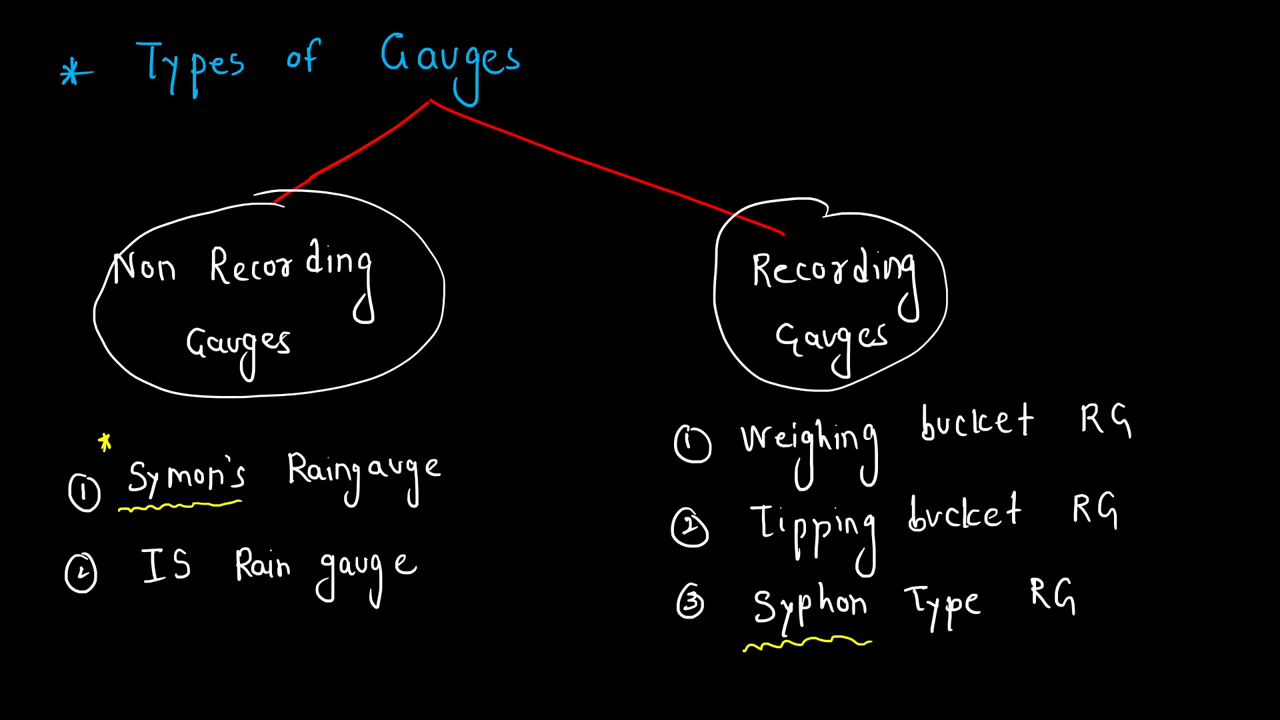 * Types of Gauges
Non Recording
Gauges
* 
① Symon's Raingauge
② IS Rain gauge
Recording
Gauges
① Weighing bucket RG
② Tipping bucket RG
③ Syphon Type RG